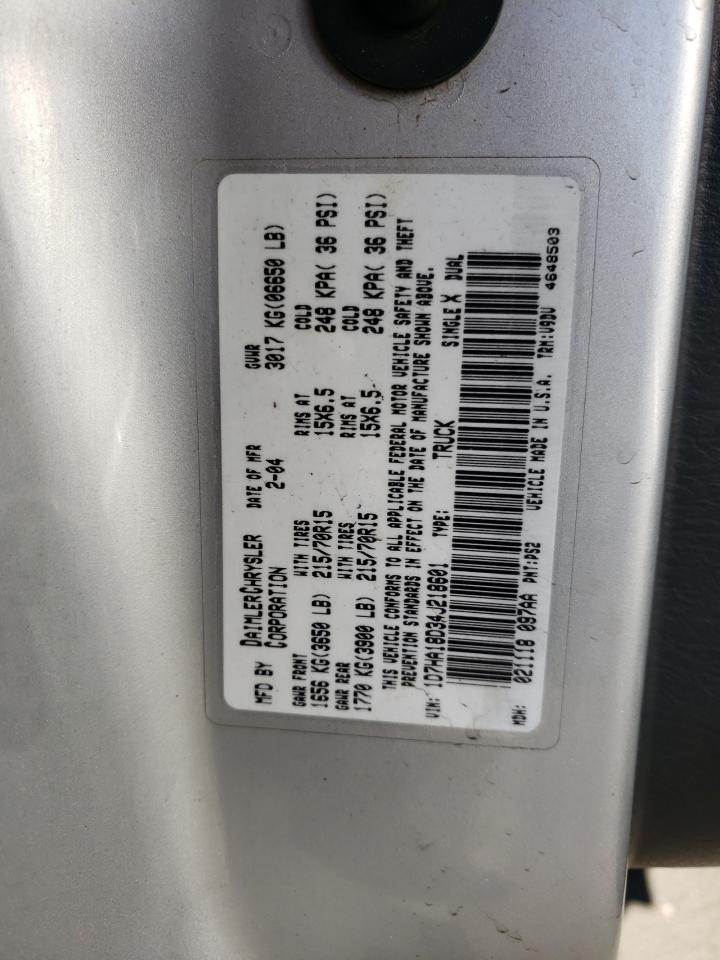 MFD BY DAIMLERCHRYSLER CORPORATION DATE OF MFR 2-04 GVWR 3017 KG(06650 LB)
GAWR FRONT WITH TIRES RIMS AT COLD
1656 KG(3650 LB) 215/70R15 15X6.5 248 KPA( 36 PSI)
GAWR REAR WITH TIRES RIMS AT COLD
1770 KG(3900 LB) 215/70R15 15X6.5 248 KPA( 36 PSI)
THIS VEHICLE CONFORMS TO ALL APPLICABLE FEDERAL MOTOR VEHICLE SAFETY AND THEFT
PREVENTION STANDARDS IN EFFECT ON THE DATE OF MANUFACTURE SHOWN ABOVE.
VIN: 1D7HA18D34J218601 TYPE: TRUCK SINGLE X DUAL
MDH: 021118 097AA PNT:PS2 VEHICLE MADE IN U.S.A. TRM:V9DV 4648503